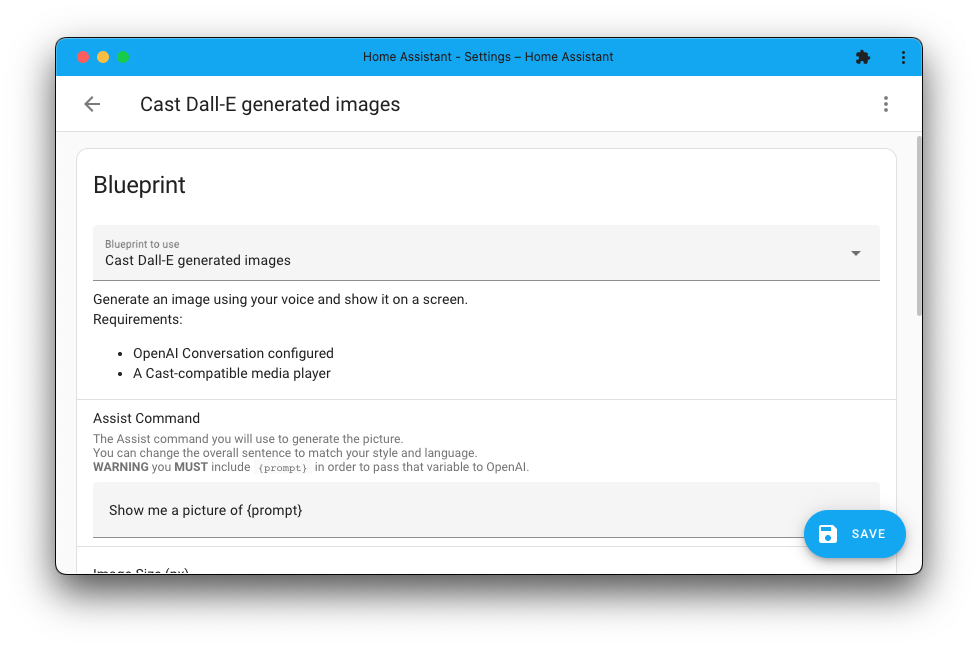 Home Assistant - Settings – Home Assistant
Cast Dall-E generated images
Blueprint
Blueprint to use
Cast Dall-E generated images
Generate an image using your voice and show it on a screen.
Requirements:
• OpenAI Conversation configured
• A Cast-compatible media player
Assist Command
The Assist command you will use to generate the picture.
You can change the overall sentence to match your style and language.
WARNING you MUST include {prompt} in order to pass that variable to OpenAI.
Show me a picture of {prompt}
SAVE
Image Size (px)